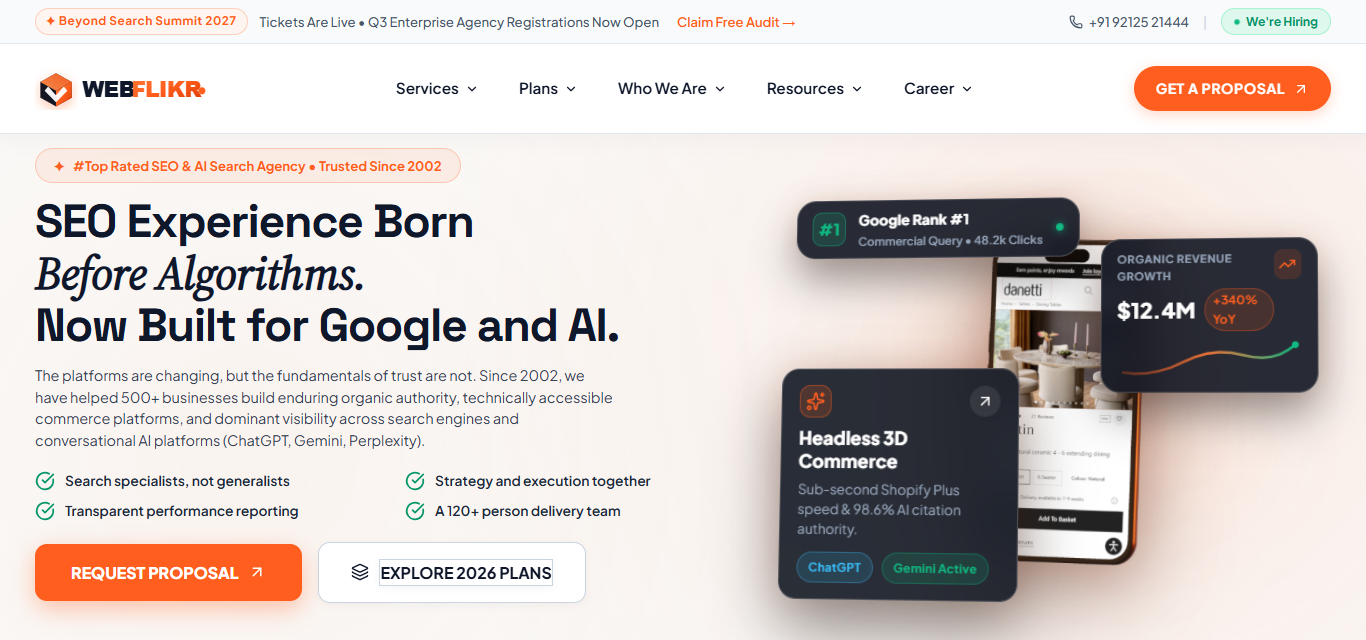 ✦ Beyond Search Summit 2027
Tickets Are Live • Q3 Enterprise Agency Registrations Now Open
Claim Free Audit →
+91 92125 21444
We're Hiring
WEBFLIKR
Services
Plans
Who We Are
Resources
Career
GET A PROPOSAL
✦ #Top Rated SEO & AI Search Agency • Trusted Since 2002
SEO Experience Born
Before Algorithms.
Now Built for Google and AI.
The platforms are changing, but the fundamentals of trust are not. Since 2002, we
have helped 500+ businesses build enduring organic authority, technically accessible
commerce platforms, and dominant visibility across search engines and
conversational AI platforms (ChatGPT, Gemini, Perplexity).
Search specialists, not generalists
Strategy and execution together
Transparent performance reporting
A 120+ person delivery team
REQUEST PROPOSAL
EXPLORE 2026 PLANS
#1
Google Rank #1
Commercial Query • 48.2k Clicks
Earn points, enjoy rewards
danetti
ORGANIC REVENUE
GROWTH
$12.4M
+340%
YoY
Headless 3D
Commerce
Sub-second Shopify Plus
speed & 98.6% AI citation
authority.
ChatGPT
Gemini Active
Add To Basket